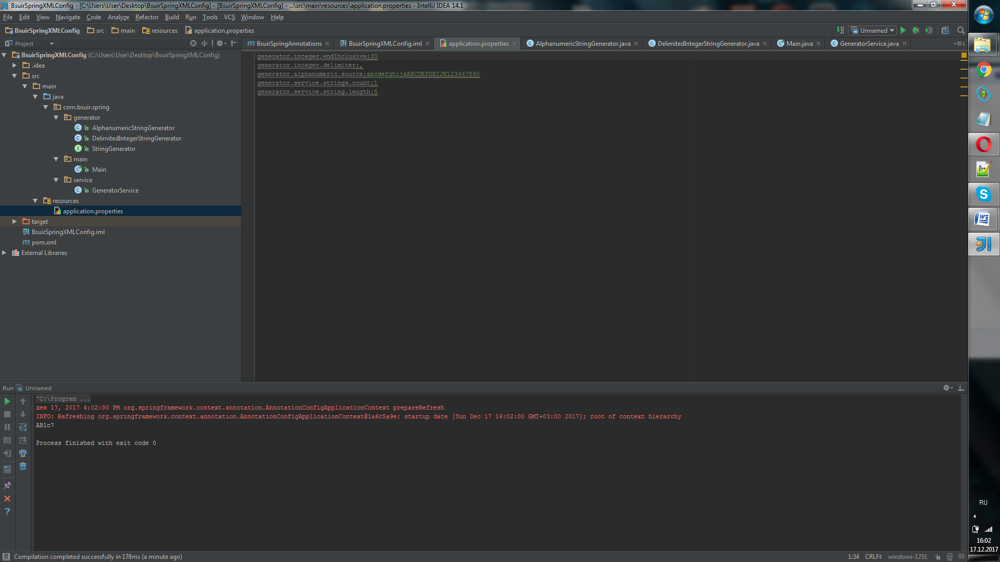 BsuirSpringXMLConfig - [C:\Users\User\Desktop\BsuirSpringXMLConfig] - [BsuirSpringXMLConfig] - ...\src\main\resources\application.properties - IntelliJ IDEA 14.1
File Edit View Navigate Code Analyze Refactor Build Run Tools VCS Window Help
BsuirSpringXMLConfig src main resources application.properties
Unnamed
Project
BsuirSpringAnnotations BsuirSpringXMLConfig.iml application.properties AlphanumericStringGenerator.java DelimitedIntegerStringGenerator.java Main.java GeneratorService.java
BsuirSpringXMLConfig (C:\Users\User\Desktop\BsuirSpringXMLConfig)
.idea
src
main
java
com.bsuir.spring
generator
AlphanumericStringGenerator
DelimitedIntegerStringGenerator
StringGenerator
main
Main
service
GeneratorService
resources
application.properties
target
BsuirSpringXMLConfig.iml
pom.xml
External Libraries
generator.integer.endInclusive:30
generator.integer.delimiter:,
generator.alphanumeric.source:abcdefghijkABCDEFGHIJK123467890
generator.service.strings.count:1
generator.service.string.length:5
Run Unnamed
"C:\Program ...
дек 17, 2017 4:02:00 PM org.springframework.context.annotation.AnnotationConfigApplicationContext prepareRefresh
INFO: Refreshing org.springframework.context.annotation.AnnotationConfigApplicationContext@1a6c5a9e: startup date [Sun Dec 17 16:02:00 GMT+03:00 2017]; root of context hierarchy
AB1c7
Process finished with exit code 0
Compilation completed successfully in 178ms (a minute ago)
1:34 CRLF windows-1251
RU
16:02
17.12.2017